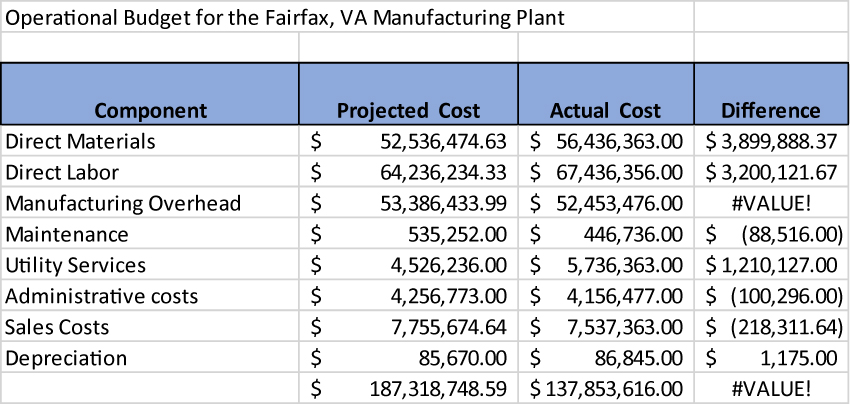 Operational Budget for the Fairfax, VA Manufacturing Plant
Component Projected Cost Actual Cost Difference
Direct Materials $ 52,536,474.63 $ 56,436,363.00 $ 3,899,888.37
Direct Labor $ 64,236,234.33 $ 67,436,356.00 $ 3,200,121.67
Manufacturing Overhead $ 53,386,433.99 $ 52,453,476.00 #VALUE!
Maintenance $ 535,252.00 $ 446,736.00 $ (88,516.00)
Utility Services $ 4,526,236.00 $ 5,736,363.00 $ 1,210,127.00
Administrative costs $ 4,256,773.00 $ 4,156,477.00 $ (100,296.00)
Sales Costs $ 7,755,674.64 $ 7,537,363.00 $ (218,311.64)
Depreciation $ 85,670.00 $ 86,845.00 $ 1,175.00
$ 187,318,748.59 $ 137,853,616.00 #VALUE!